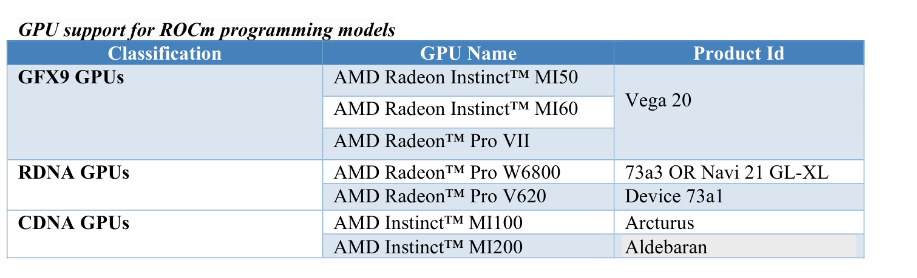 GPU support for ROCm programming models
Classification GPU Name Product Id
GFX9 GPUs AMD Radeon Instinct™ MI50
Vega 20
AMD Radeon Instinct™ MI60
AMD Radeon™ Pro VII
RDNA GPUs AMD Radeon™ Pro W6800 73a3 OR Navi 21 GL-XL
AMD Radeon™ Pro V620 Device 73a1
CDNA GPUs AMD Instinct™ MI100 Arcturus
AMD Instinct™ MI200 Aldebaran